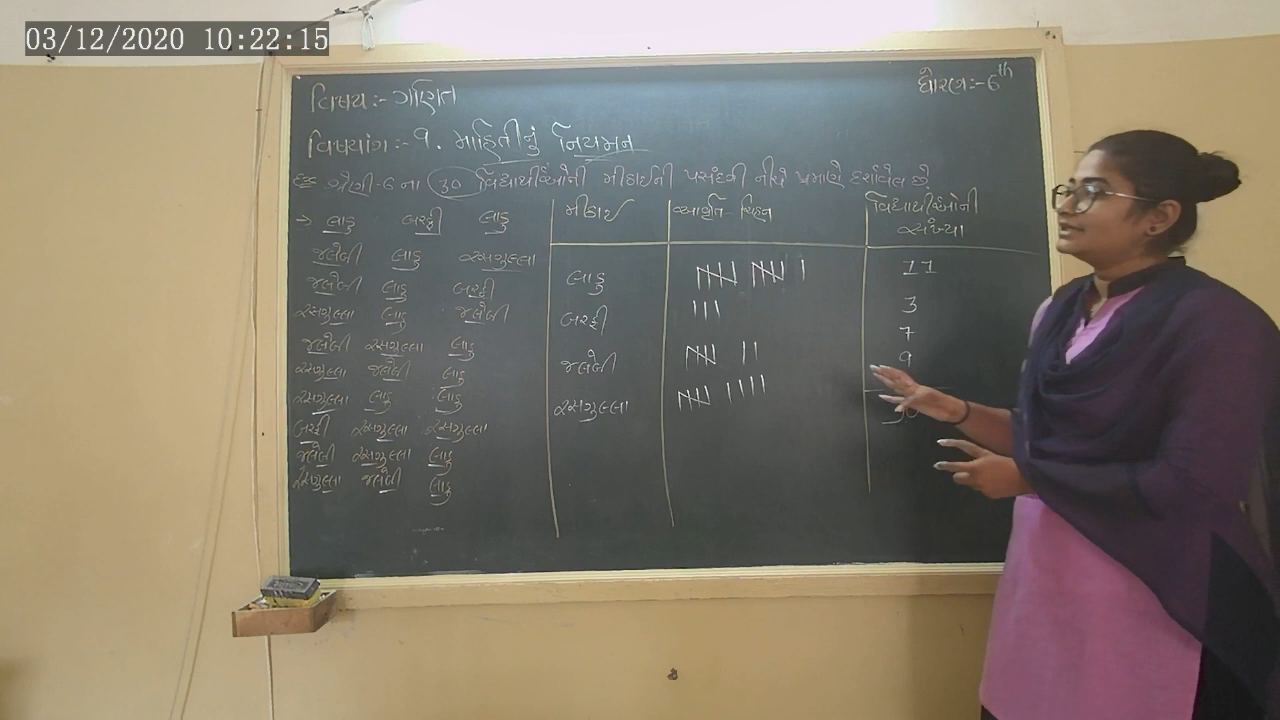 03/12/2020 10:22:15
વિષય:- ગણિત
ધોરણ:- 6th
વિષયાંગ:- 9. માહિતીનું નિયમન
શ્રેણી-6 ના 30 વિદ્યાર્થીઓની મીઠાઈની પસંદની નીચે પ્રમાણે દર્શાવેલ છે
→ લાડુ બરફી લાડુ
જલેબી લાડુ રસગુલ્લા
જલેબી લાડુ બરફી
રસગુલ્લા લાડુ જલેબી
જલેબી રસગુલ્લા લાડુ
રસગુલ્લા જલેબી લાડુ
રસગુલ્લા લાડુ લાડુ
બરફી રસગુલ્લા રસગુલ્લા
જલેબી રસગુલ્લા લાડુ
રસગુલ્લા જલેબી લાડુ
મીઠાઈ આવૃતિ-ચિહ્ન વિદ્યાર્થીઓની
સંખ્યા
લાડુ 11
બરફી 3
જલેબી 7
રસગુલ્લા 9